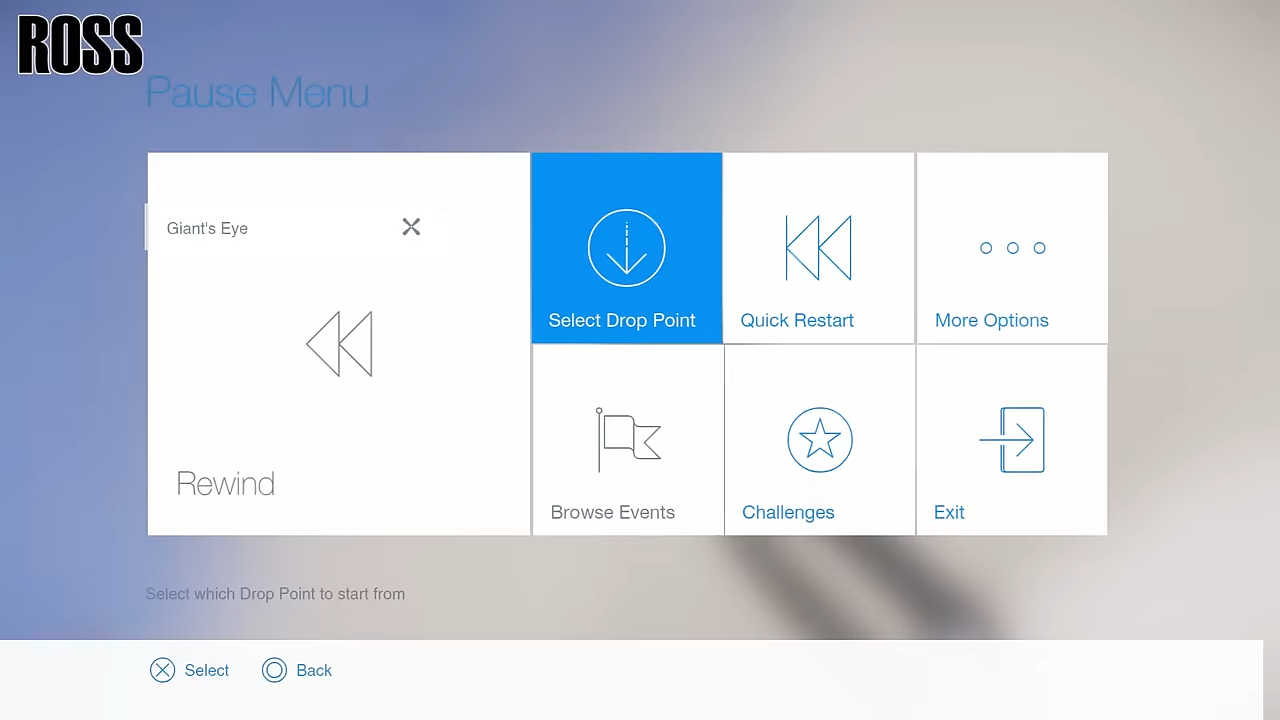 ROSS
Pause Menu
Giant's Eye
Rewind
Select Drop Point
Quick Restart
More Options
Browse Events
Challenges
Exit
Select which Drop Point to start from
Select
Back